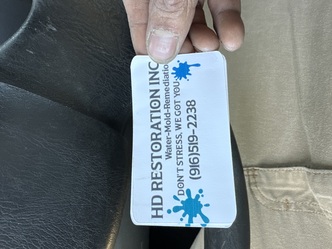 HD RESTORATION INC
Water-Mold-Remediation
DON'T STRESS, WE GOT YOU
(916)519-2238